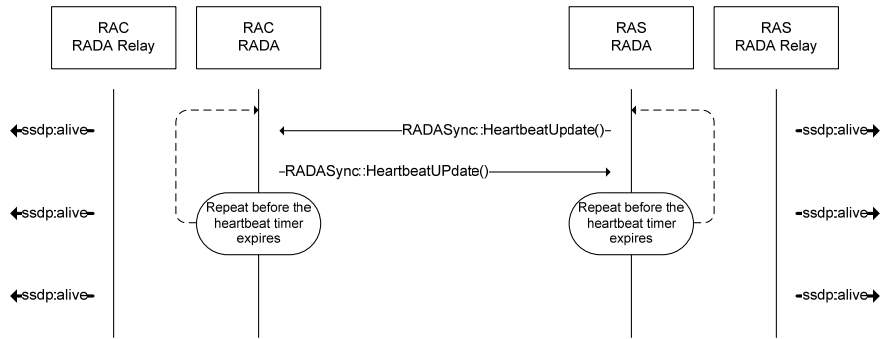 RAC
RADA Relay
RAC
RADA
RAS
RADA
RAS
RADA Relay
ssdp:alive
RADASync::HeartbeatUpdate()
ssdp:alive
RADASync::HeartbeatUPdate()
ssdp:alive
Repeat before the
heartbeat timer
expires
Repeat before the
heartbeat timer
expires
ssdp:alive
ssdp:alive
ssdp:alive